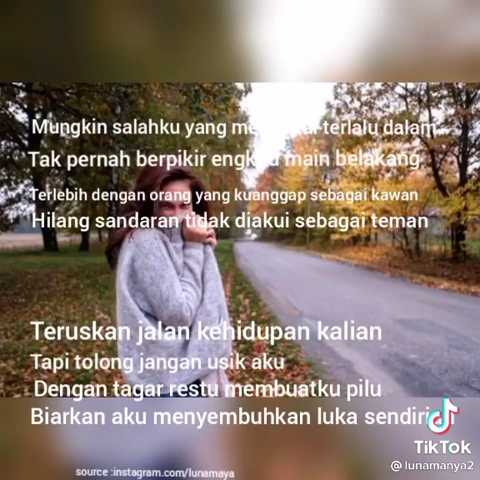 Mungkin salahku yang terlalu dalam
Tak pernah berpikir engkau main belakang
Terlebih dengan orang yang kuanggap sebagai kawan
Hilang sandaran tidak diakui sebagai teman
Teruskan jalan kehidupan kalian
Tapi tolong jangan usik aku
Dengan tagar restu membuatku pilu
Biarkan aku menyembuhkan luka sendiri
TikTok
@lunamanya2
source :instagram.com/lunamaya